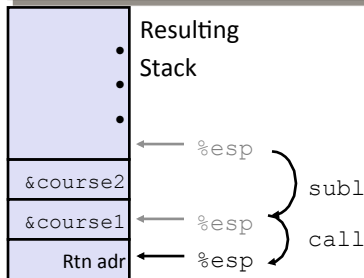 Resulting
Stack
%esp
&course2
subl
&course1
%esp
call
Rtn adr
%esp